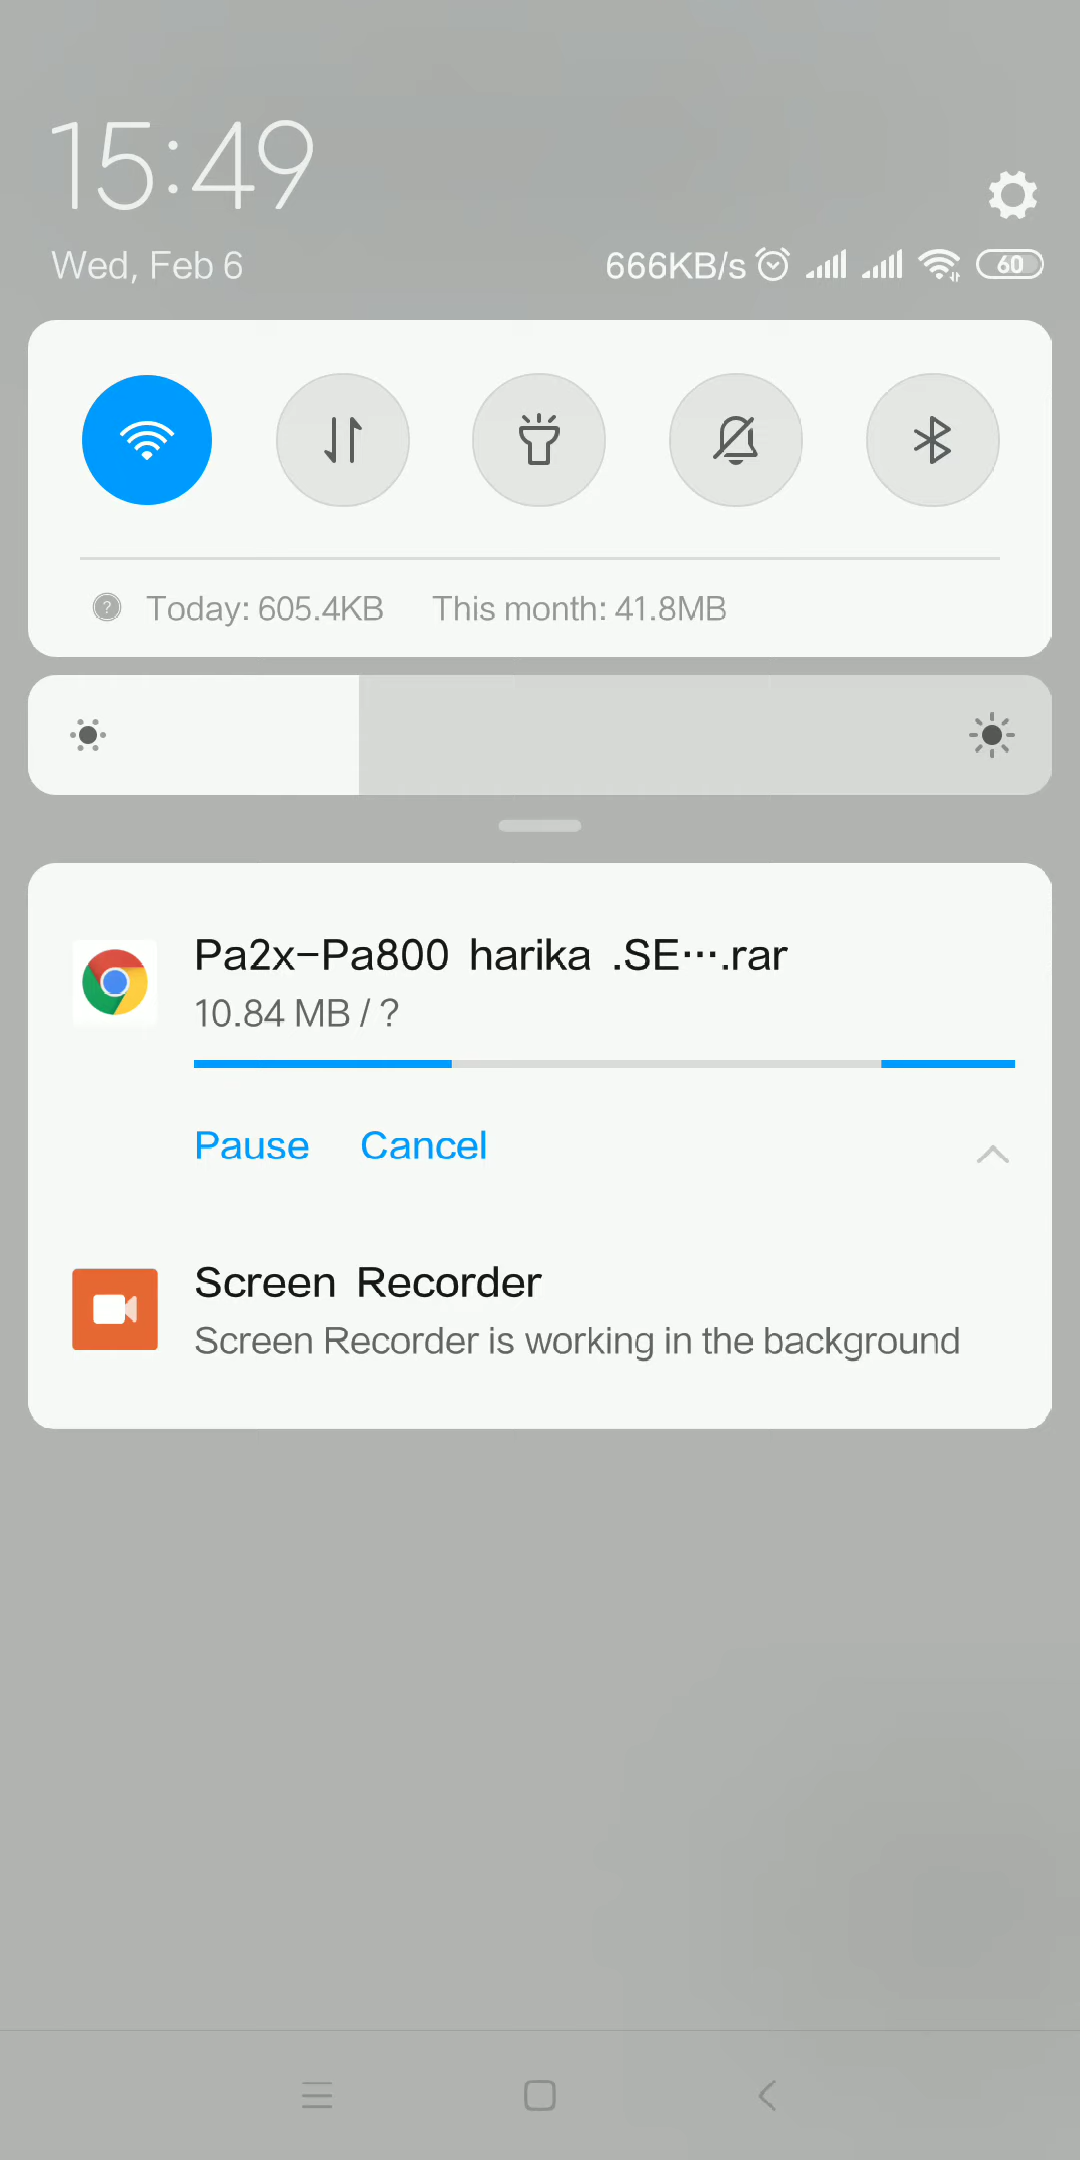 15:49
Wed, Feb 6
666KB/s 60
Today: 605.4KB This month: 41.8MB
Pa2x-Pa800 harika .SE….rar
10.84 MB / ?
Pause Cancel
Screen Recorder
Screen Recorder is working in the background